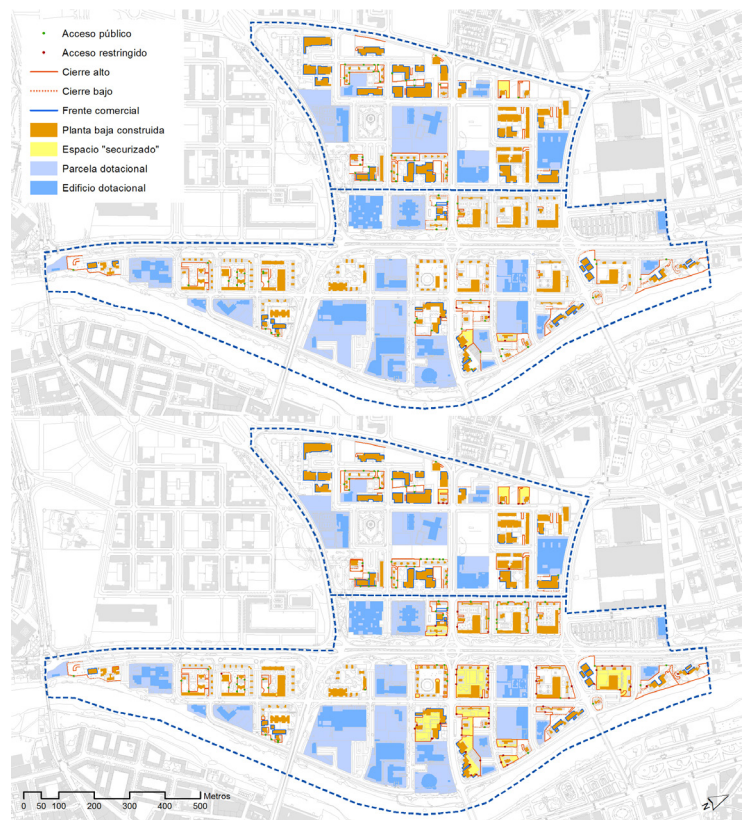 Acceso público
Acceso restringido
Cierre alto
Cierre bajo
Frente comercial
Planta baja construida
Espacio "securizado"
Parcela dotacional
Edificio dotacional
Metros
0 50 100 200 300 400 500
N